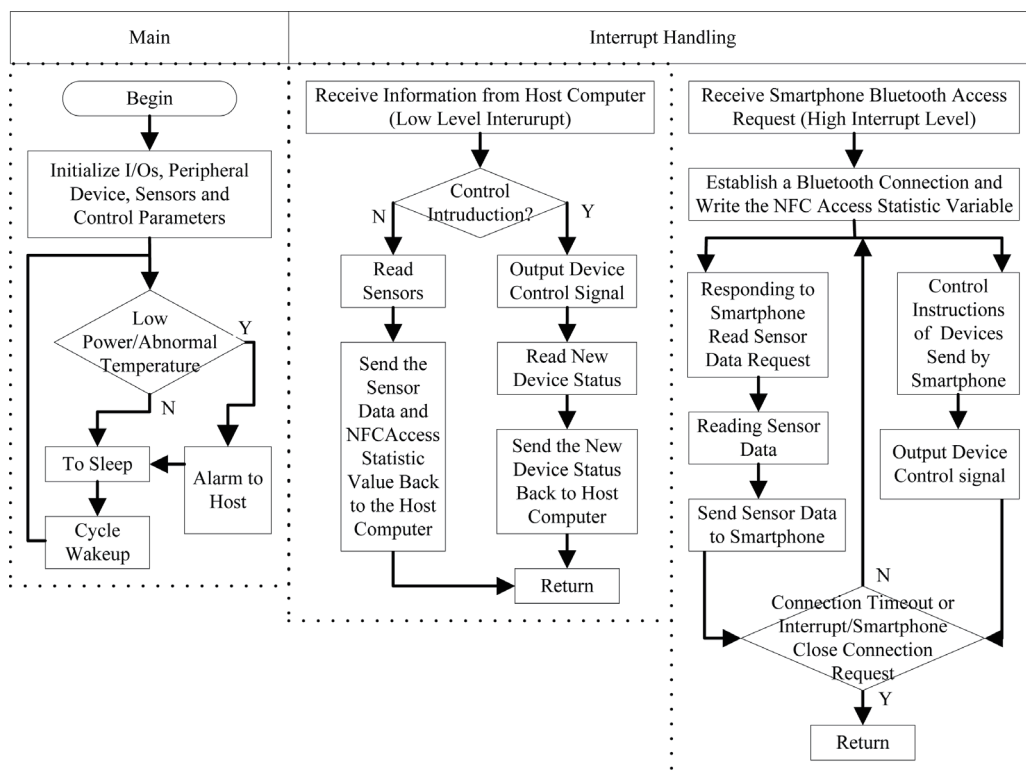 Main
Interrupt Handling
Begin
Initialize I/Os, Peripheral
Device, Sensors and
Control Parameters
Low
Power/Abnormal
Temperature
Y
N
To Sleep
Alarm to
Host
Cycle
Wakeup
Receive Information from Host Computer
(Low Level Interurupt)
Control
Intruduction?
N
Y
Read
Sensors
Send the
Sensor
Data and
NFCAccess
Statistic
Value Back
to the Host
Computer
Output Device
Control Signal
Read New
Device Status
Send the New
Device Status
Back to Host
Computer
Return
Receive Smartphone Bluetooth Access
Request (High Interrupt Level)
Establish a Bluetooth Connection and
Write the NFC Access Statistic Variable
Responding to
Smartphone
Read Sensor
Data Request
Reading Sensor
Data
Send Sensor Data
to Smartphone
Control
Instructions
of Devices
Send by
Smartphone
Output Device
Control signal
N
Connection Timeout or
Interrupt/Smartphone
Close Connection
Request
Y
Return